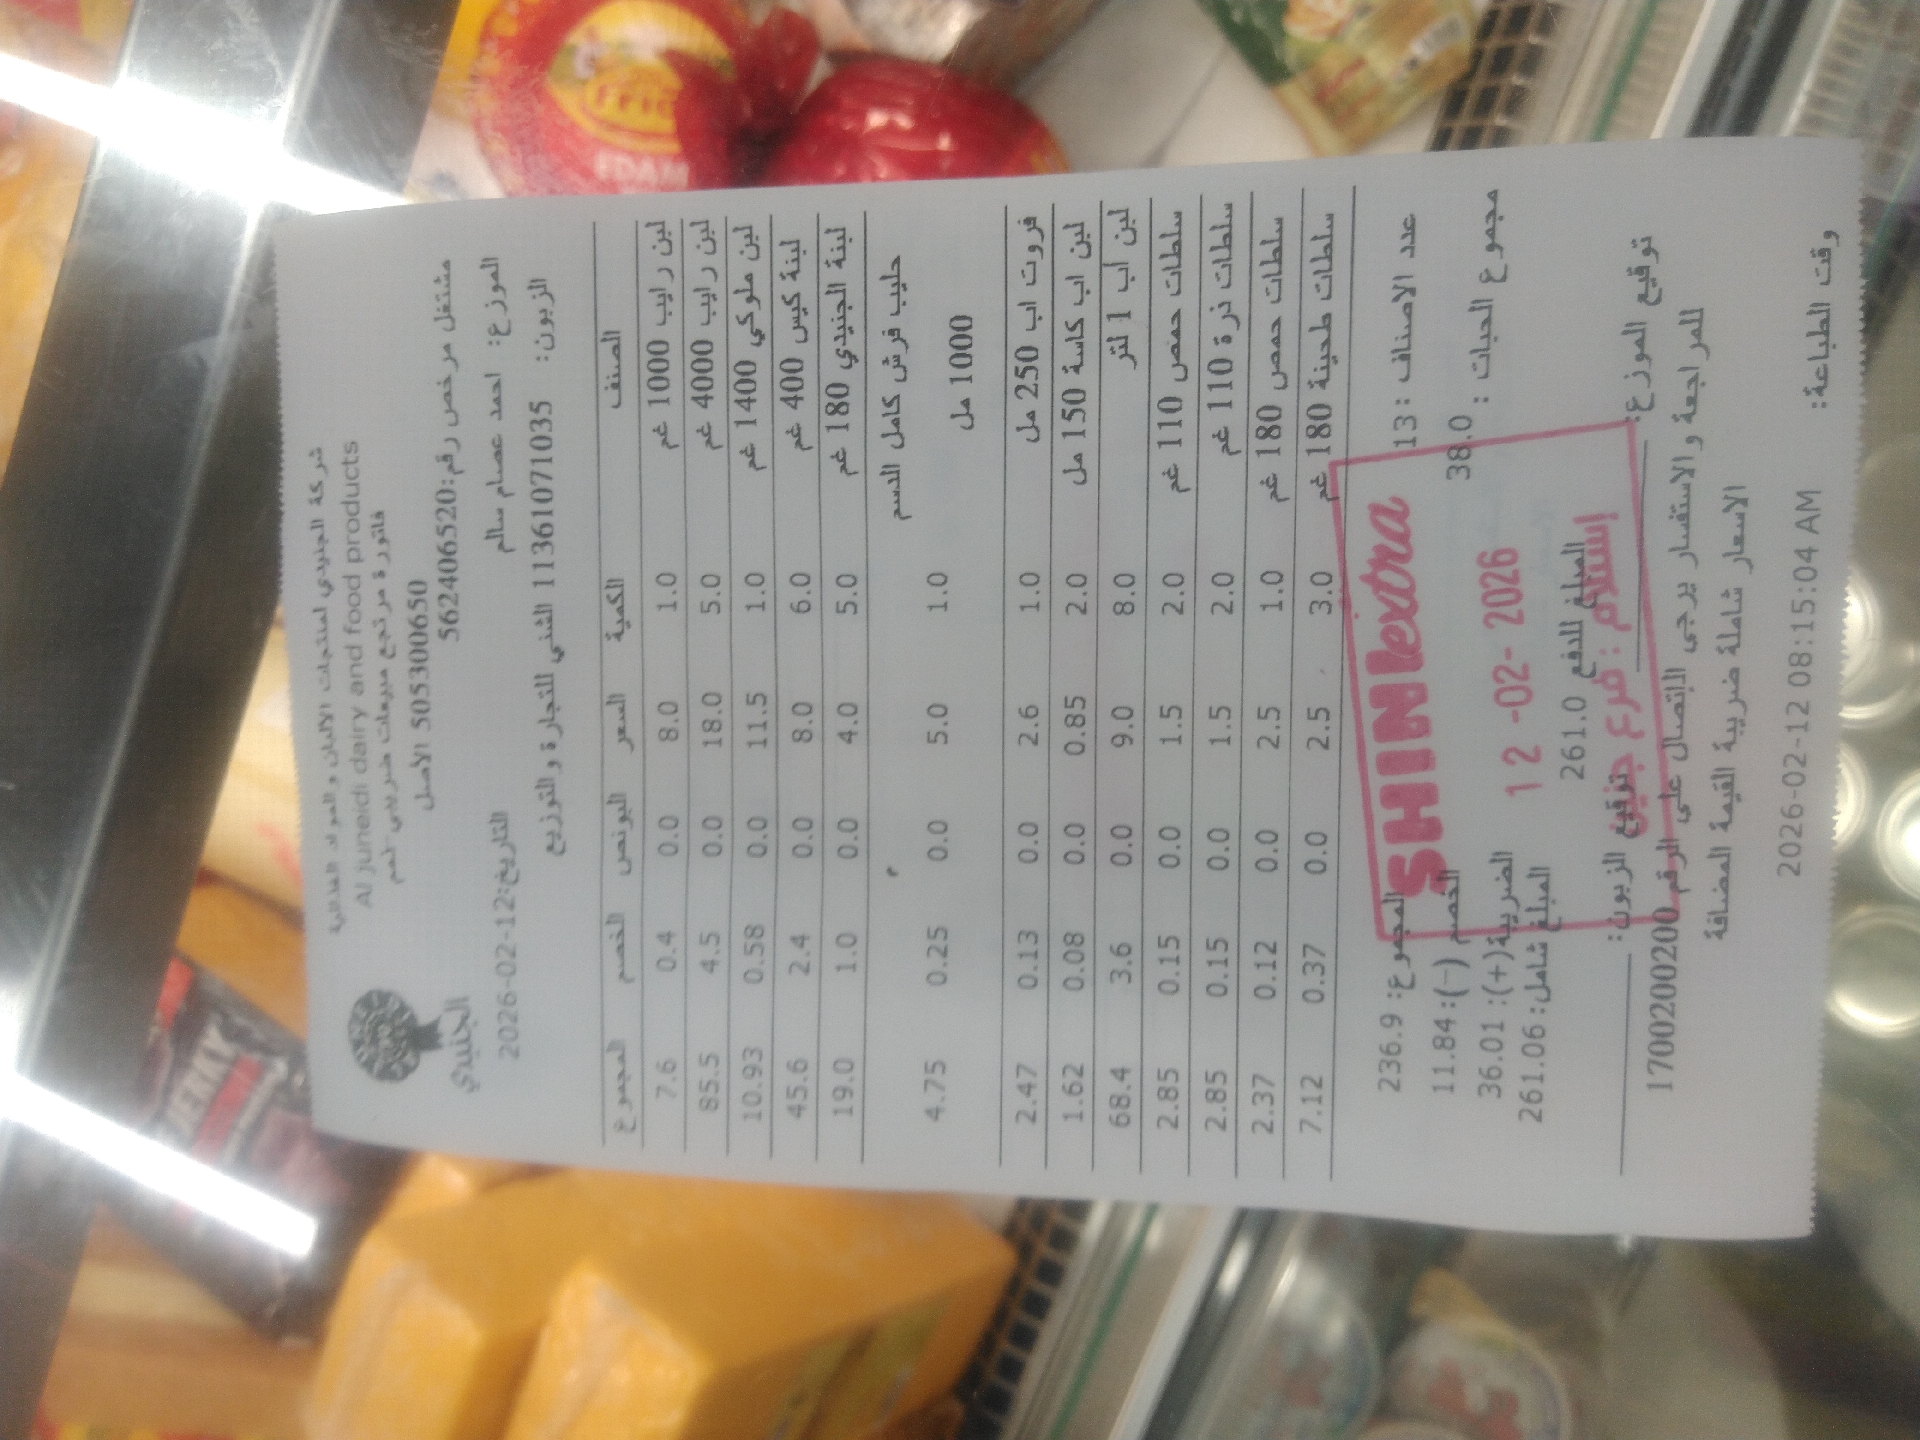 شركة الجنيدي لمنتجات الالبان والمواد الغذائية
Al juneidi dairy and food products
فاتورة مرتجع مبيعات ضريبي خصم
505300650 الاصل
مشتغل مرخص رقم:562406520
الجنيدي
الموزع: احمد عصام سالم
التاريخ:2026-02-12
الزبون: 11361071035 الشني للتجارة والتوزيع
الصنف الكمية السعر البونص الخصم المجموع
لبن رايب 1000 غم 1.0 8.0 0.0 0.4 7.6
لبن رايب 4000 غم 5.0 18.0 0.0 4.5 85.5
لبن ملوكي 1400 غم 1.0 11.5 0.0 0.58 10.93
لبنة كيس 400 غم 6.0 8.0 0.0 2.4 45.6
لبنة الجنيدي 180 غم 5.0 4.0 0.0 1.0 19.0
حليب فرش كامل الدسم 1000 مل 1.0 5.0 0.0 0.25 4.75
فروت اب 250 مل 1.0 2.6 0.0 0.13 2.47
لبن اب كاسة 150 مل 2.0 0.85 0.0 0.08 1.62
لبن اب 1 لتر 8.0 9.0 0.0 3.6 68.4
سلطات حمص 110 غم 2.0 1.5 0.0 0.15 2.85
سلطات ذرة 110 غم 2.0 1.5 0.0 0.15 2.85
سلطات حمص 180 غم 1.0 2.5 0.0 0.12 2.37
سلطات طحينة 180 غم 3.0 2.5 0.0 0.37 7.12
عدد الاصناف : 13
المجموع: 236.9
مجموع الحبات : 38.0
الخصم (-): 11.84
الضريبة(+): 36.01
المبلغ شامل: 261.06
المبلغ للدفع 261.0
SHINI extra
12 -02- 2026
إستلام : فرع جنين
توقيع الموزع:
توقيع الزبون:
للمراجعة والاستفسار يرجى الاتصال على الرقم 1700200200
الاسعار شاملة ضريبة القيمة المضافة
وقت الطباعة: 2026-02-12 08:15:04 AM
EDAM
JERKY